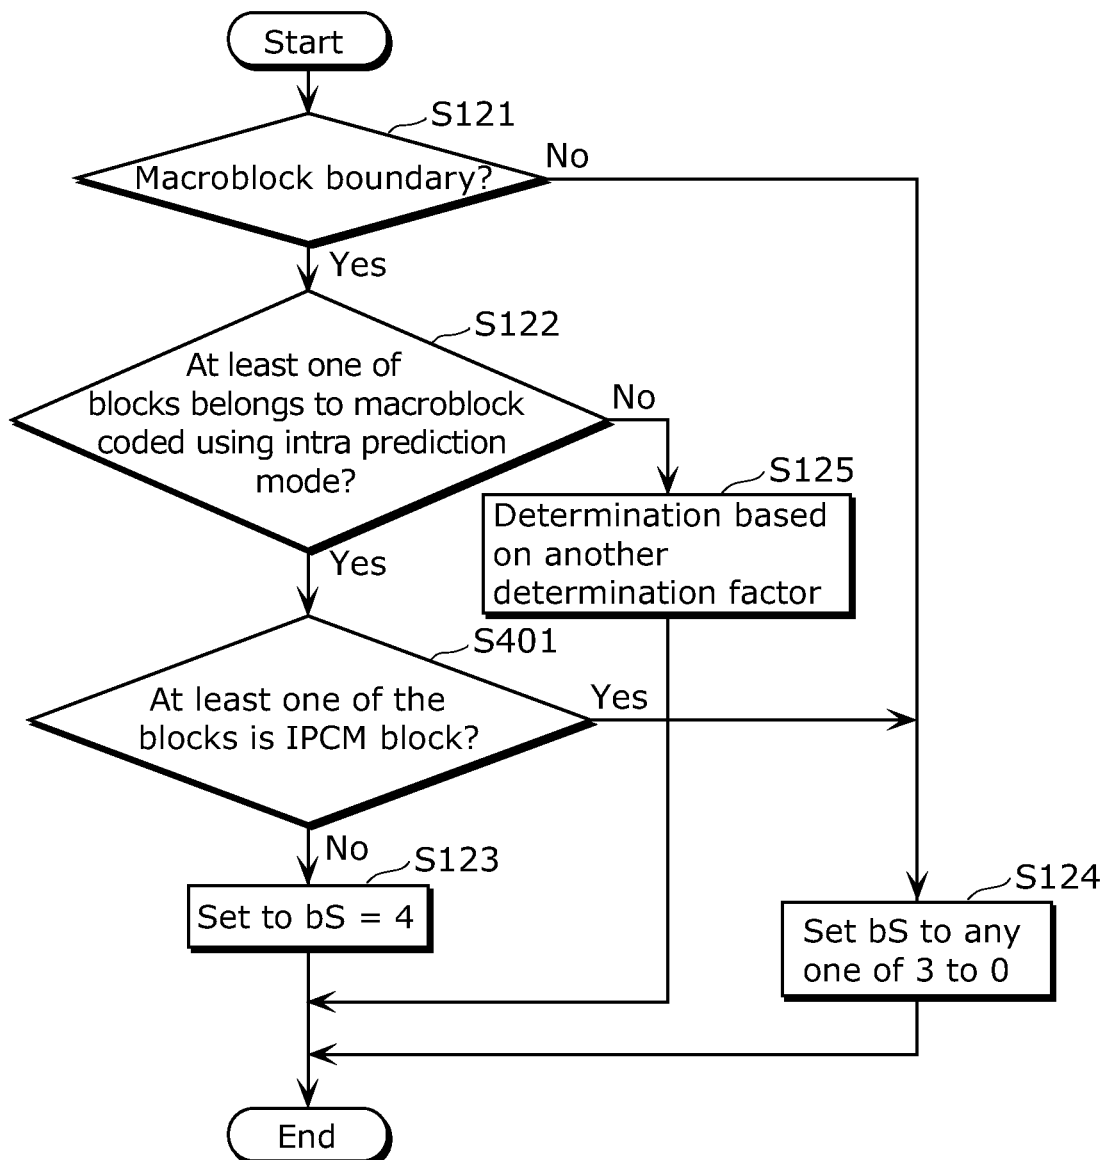 Start
S121
Macroblock boundary?
No
Yes
S122
At least one of
blocks belongs to macroblock
coded using intra prediction
mode?
No
S125
Determination based
on another
determination factor
Yes
S401
At least one of the
blocks is IPCM block?
Yes
No
S123
Set to bS = 4
S124
Set bS to any
one of 3 to 0
End